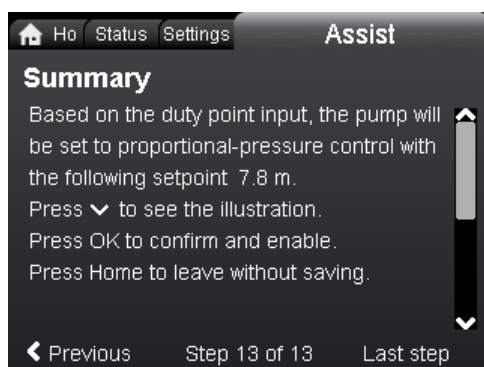 Ho Status Settings Assist
Summary
Based on the duty point input, the pump will
be set to proportional-pressure control with
the following setpoint 7.8 m.
Press to see the illustration.
Press OK to confirm and enable.
Press Home to leave without saving.
Previous Step 13 of 13 Last step